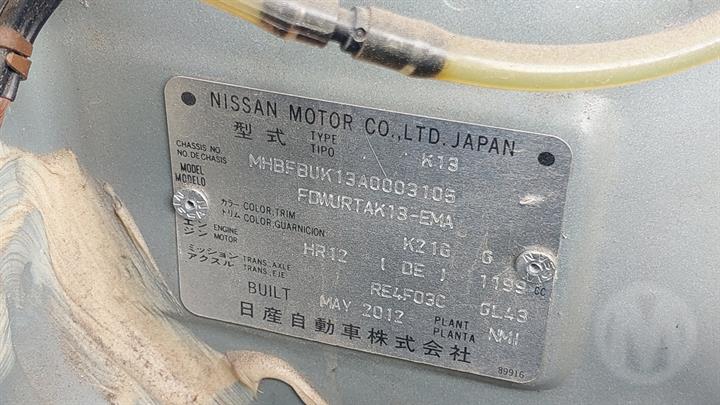 NISSAN MOTOR CO.,LTD. JAPAN
型式 TYPE TIPO K13
CHASSIS NO. NO.DE CHASIS MHBFBUK13A0003105
MODEL MODELO FDWURTAK13-EMA
カラー トリム COLOR,TRIM COLOR,GUARNICION K21G G
エンジン ENGINE MOTOR HR12 (DE) 1199 CC
ミッション アクスル TRANS.,AXLE TRANS.,EJE RE4F03C GL43
BUILT MAY 2012 PLANT PLANTA NMI
日産自動車株式会社
89916